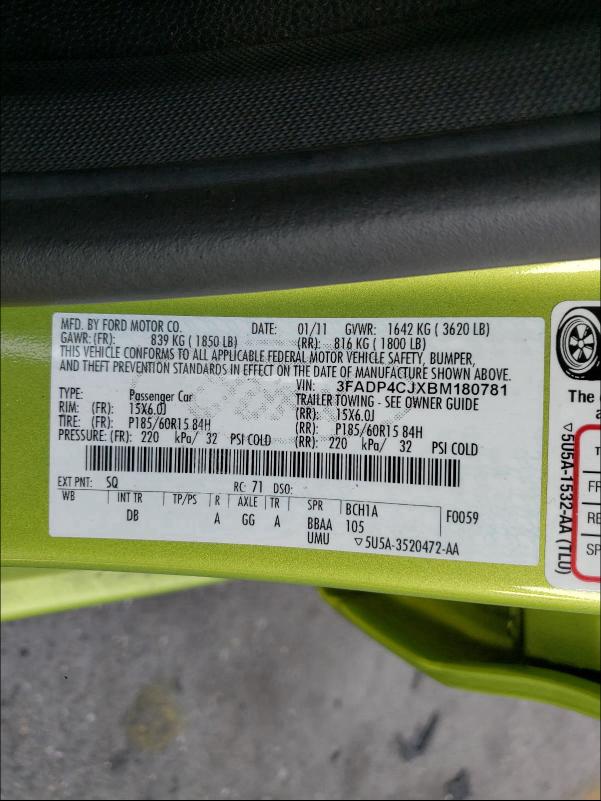 MFD. BY FORD MOTOR CO. DATE: 01/11 GVWR: 1642 KG ( 3620 LB)
GAWR: (FR): 839 KG ( 1850 LB) (RR): 816 KG ( 1800 LB)
THIS VEHICLE CONFORMS TO ALL APPLICABLE FEDERAL MOTOR VEHICLE SAFETY, BUMPER,
AND THEFT PREVENTION STANDARDS IN EFFECT ON THE DATE OF MANUFACTURE SHOWN ABOVE.
VIN: 3FADP4CJXBM180781
TYPE: Passenger Car TRAILER TOWING - SEE OWNER GUIDE
RIM: (FR): 15X6.0J (RR): 15X6.0J
TIRE: (FR): P185/60R15 84H (RR): P185/60R15 84H
PRESSURE: (FR): 220 kPa/ 32 PSI COLD (RR): 220 kPa/ 32 PSI COLD
EXT PNT: SQ RC: 71 DSO:
WB INT TR TP/PS R AXLE TR SPR BCH1A F0059
DB A GG A BBAA 105
UMU ▽5U5A-3520472-AA
The
▽5U5A-1532-AA (TLU)
T
FR
RE
SP